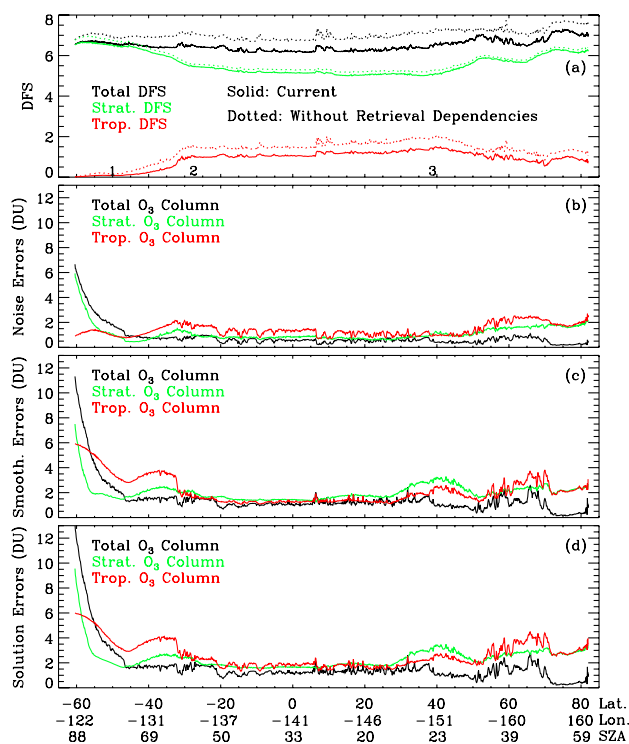 8
6
4
2
0
DFS
(a)
Total DFS
Strat. DFS
Trop. DFS
Solid: Current
Dotted: Without Retrieval Dependencies
1
2
3
12
10
8
6
4
2
0
Noise Errors (DU)
(b)
Total O3 Column
Strat. O3 Column
Trop. O3 Column
12
10
8
6
4
2
0
Smooth. Errors (DU)
(c)
Total O3 Column
Strat. O3 Column
Trop. O3 Column
12
10
8
6
4
2
0
Solution Errors (DU)
(d)
Total O3 Column
Strat. O3 Column
Trop. O3 Column
−60 −40 −20 0 20 40 60 80 Lat.
−122 −131 −137 −141 −146 −151 −160 160 Lon.
88 69 50 33 20 23 39 59 SZA